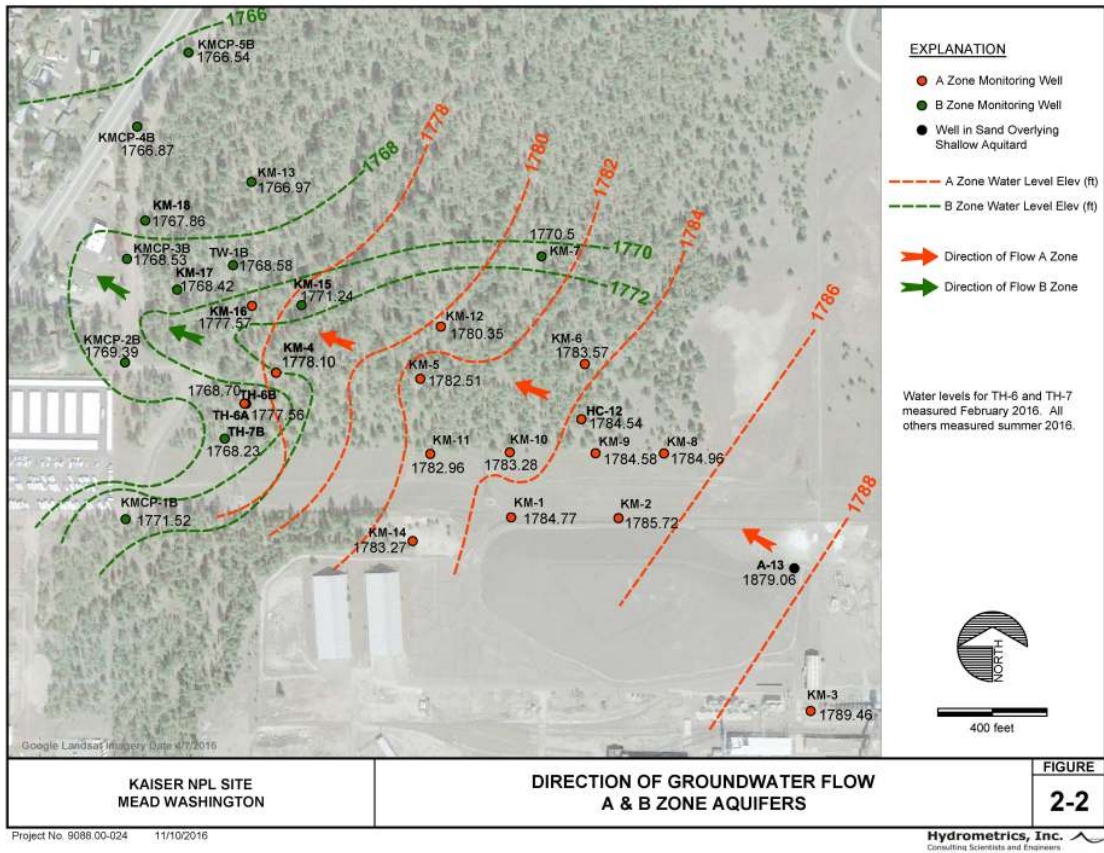 1766
KMCP-5B
1766.54
KMCP-4B
1766.87
1778
1768
1780
1782
1784
KM-13
1766.97
KM-18
1767.86
KMCP-3B
1768.53
TW-1B
1768.58
KM-17
1768.42
1770.5
KM-7
1770
1772
KM-15
1771.24
KM-16
1777.57
1786
KM-12
1780.35
KMCP-2B
1769.39
KM-4
1778.10
KM-6
1783.57
KM-5
1782.51
1768.70
TH-6B
TH-6A
1777.56
TH-7B
1768.23
HC-12
1784.54
KM-11
1782.96
KM-10
1783.28
KM-9
1784.58
KM-8
1784.96
KMCP-1B
1771.52
KM-1
1784.77
KM-2
1785.72
1788
KM-14
1783.27
A-13
1879.06
KM-3
1789.46
Google Landsat Imagery Date 4/7/2016
EXPLANATION
A Zone Monitoring Well
B Zone Monitoring Well
Well in Sand Overlying
Shallow Aquitard
A Zone Water Level Elev (ft)
B Zone Water Level Elev (ft)
Direction of Flow A Zone
Direction of Flow B Zone
Water levels for TH-6 and TH-7
measured February 2016. All
others measured summer 2016.
NORTH
400 feet
KAISER NPL SITE
MEAD WASHINGTON
DIRECTION OF GROUNDWATER FLOW
A & B ZONE AQUIFERS
FIGURE
2-2
Project No. 9088.00-024 11/10/2016
Hydrometrics, Inc.
Consulting Scientists and Engineers